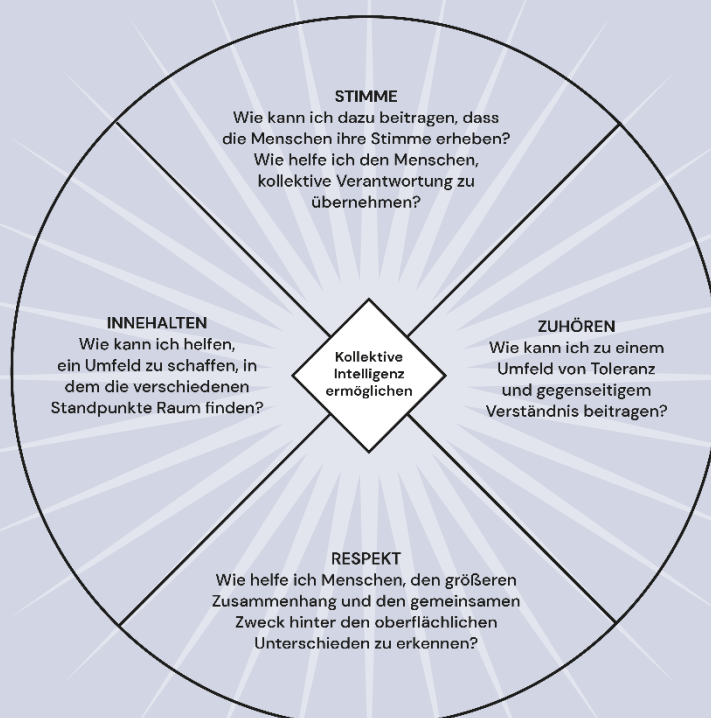 STIMME
Wie kann ich dazu beitragen, dass
die Menschen ihre Stimme erheben?
Wie helfe ich den Menschen,
kollektive Verantwortung zu
übernehmen?
INNEHALTEN
Wie kann ich helfen,
ein Umfeld zu schaffen, in
dem die verschiedenen
Standpunkte Raum finden?
Kollektive
Intelligenz
ermöglichen
ZUHÖREN
Wie kann ich zu einem
Umfeld von Toleranz
und gegenseitigem
Verständnis beitragen?
RESPEKT
Wie helfe ich Menschen, den größeren
Zusammenhang und den gemeinsamen
Zweck hinter den oberflächlichen
Unterschieden zu erkennen?